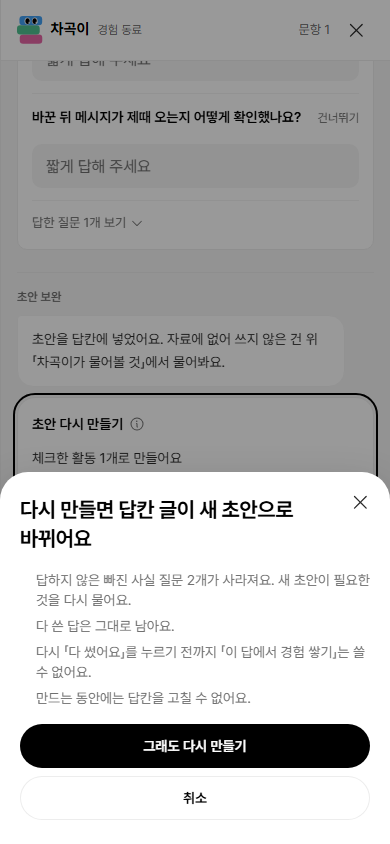 차곡이 경험 동료 문항 1
짧게 답해 주세요
바꾼 뒤 메시지가 제때 오는지 어떻게 확인했나요? 건너뛰기
짧게 답해 주세요
답한 질문 1개 보기
초안 보완
초안을 답칸에 넣었어요. 자료에 없어 쓰지 않은 건 위
「차곡이가 물어볼 것」에서 물어봐요.
초안 다시 만들기
체크한 활동 1개로 만들어요
다시 만들면 답칸 글이 새 초안으로
바뀌어요
답하지 않은 빠진 사실 질문 2개가 사라져요. 새 초안이 필요한
것을 다시 물어요.
다 쓴 답은 그대로 남아요.
다시 「다 썼어요」를 누르기 전까지 「이 답에서 경험 쌓기」는 쓸
수 없어요.
만드는 동안에는 답칸을 고칠 수 없어요.
그래도 다시 만들기
취소